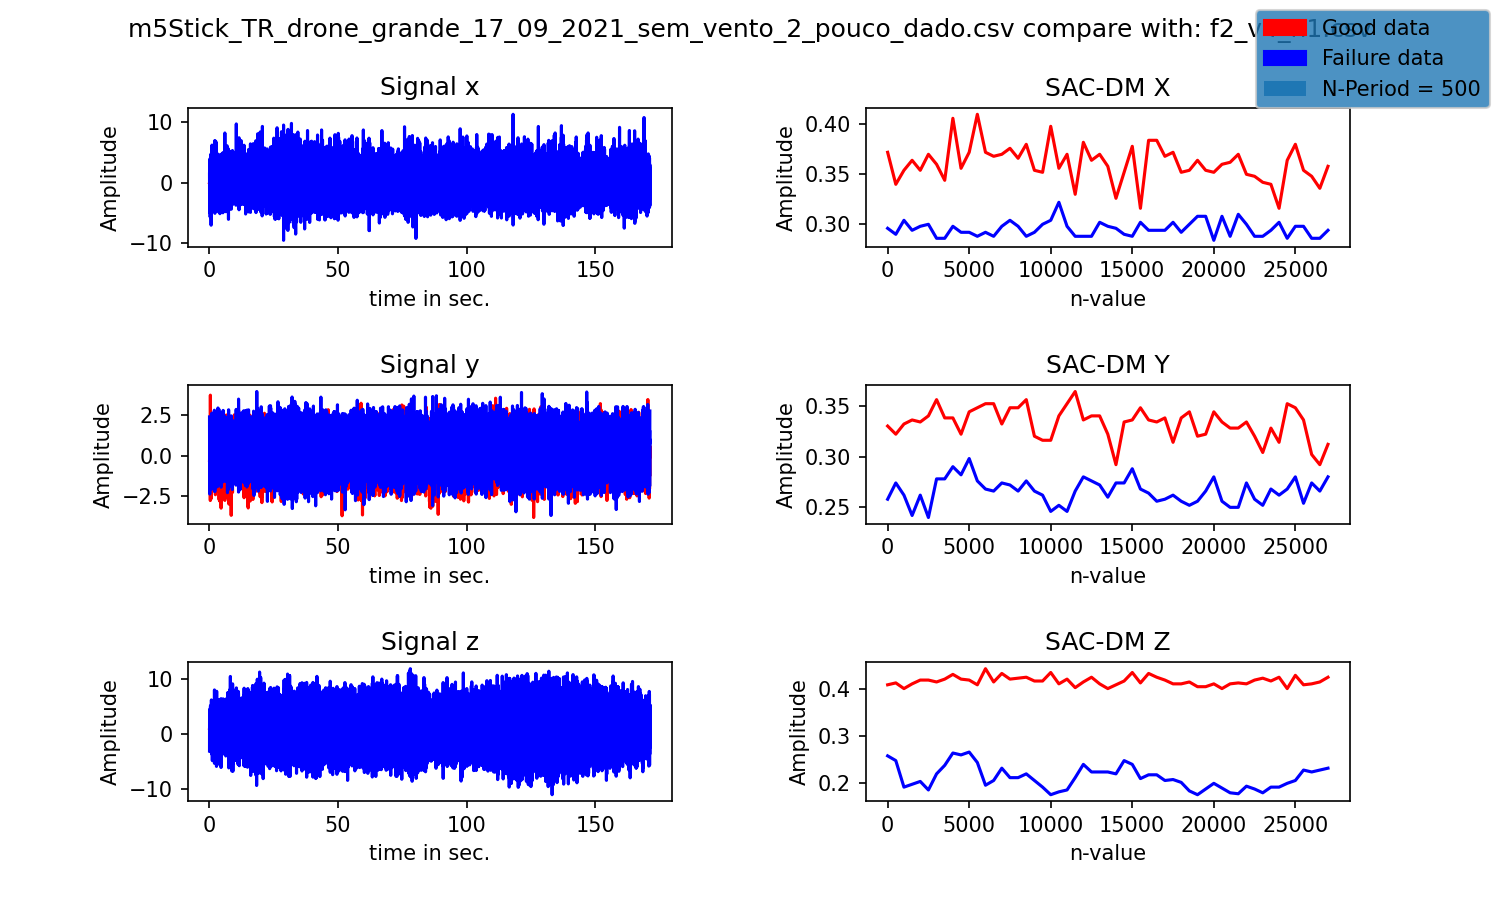 m5Stick_TR_drone_grande_17_09_2021_sem_vento_2_pouco_dado.csv compare with:
Good data
Failure data
N-Period = 500
Signal x
SAC-DM X
Amplitude
10
0
−10
0 50 100 150
time in sec.
Amplitude
0.40
0.35
0.30
0 5000 10000 15000 20000 25000
n-value
Signal y
SAC-DM Y
Amplitude
2.5
0.0
−2.5
0 50 100 150
time in sec.
Amplitude
0.35
0.30
0.25
0 5000 10000 15000 20000 25000
n-value
Signal z
SAC-DM Z
Amplitude
10
0
−10
0 50 100 150
time in sec.
Amplitude
0.4
0.3
0.2
0 5000 10000 15000 20000 25000
n-value